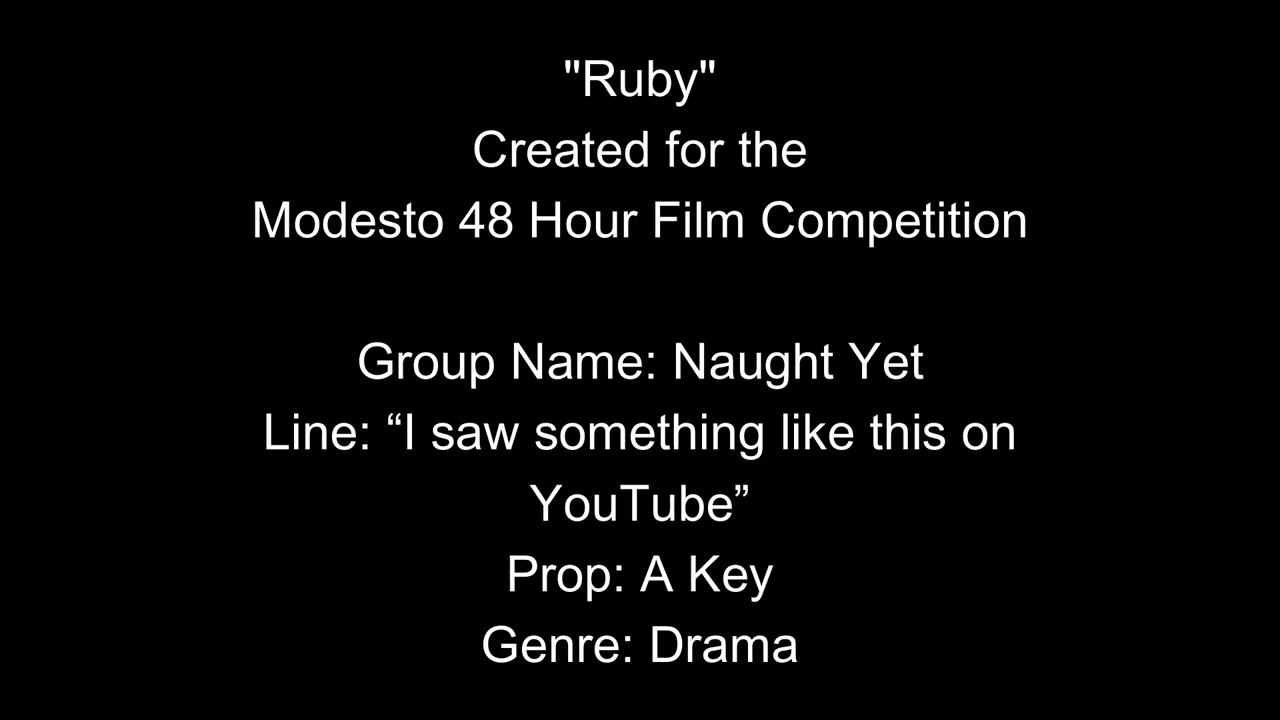 "Ruby"
Created for the
Modesto 48 Hour Film Competition
Group Name: Naught Yet
Line: “I saw something like this on
YouTube”
Prop: A Key
Genre: Drama